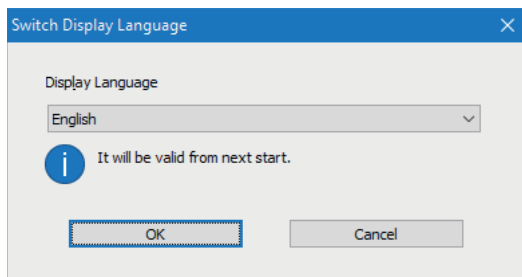 Switch Display Language
Display Language
English
It will be valid from next start.
OK
Cancel